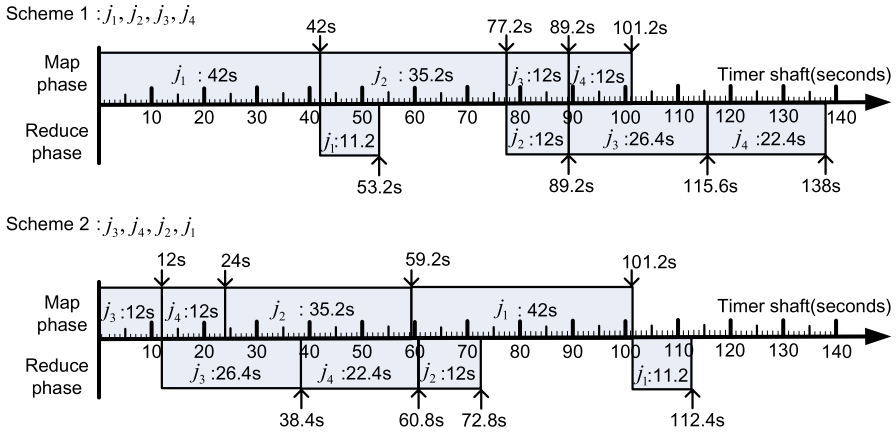 Scheme 1 : j1, j2, j3, j4
42s 77.2s 89.2s 101.2s
Map phase
j1 : 42s j2 : 35.2s j3 :12s j4 :12s
Timer shaft(seconds)
10 20 30 40 50 60 70 80 90 100 110 120 130 140
Reduce phase
j1:11.2 j2 :12s j3 :26.4s j4 :22.4s
53.2s 89.2s 115.6s 138s
Scheme 2 : j3, j4, j2, j1
12s 24s 59.2s 101.2s
Map phase
j3 :12s j4 :12s j2 : 35.2s j1 : 42s
Timer shaft(seconds)
10 20 30 40 50 60 70 80 90 100 110 120 130 140
Reduce phase
j3 :26.4s j4 :22.4s j2 :12s j1:11.2
38.4s 60.8s 72.8s 112.4s